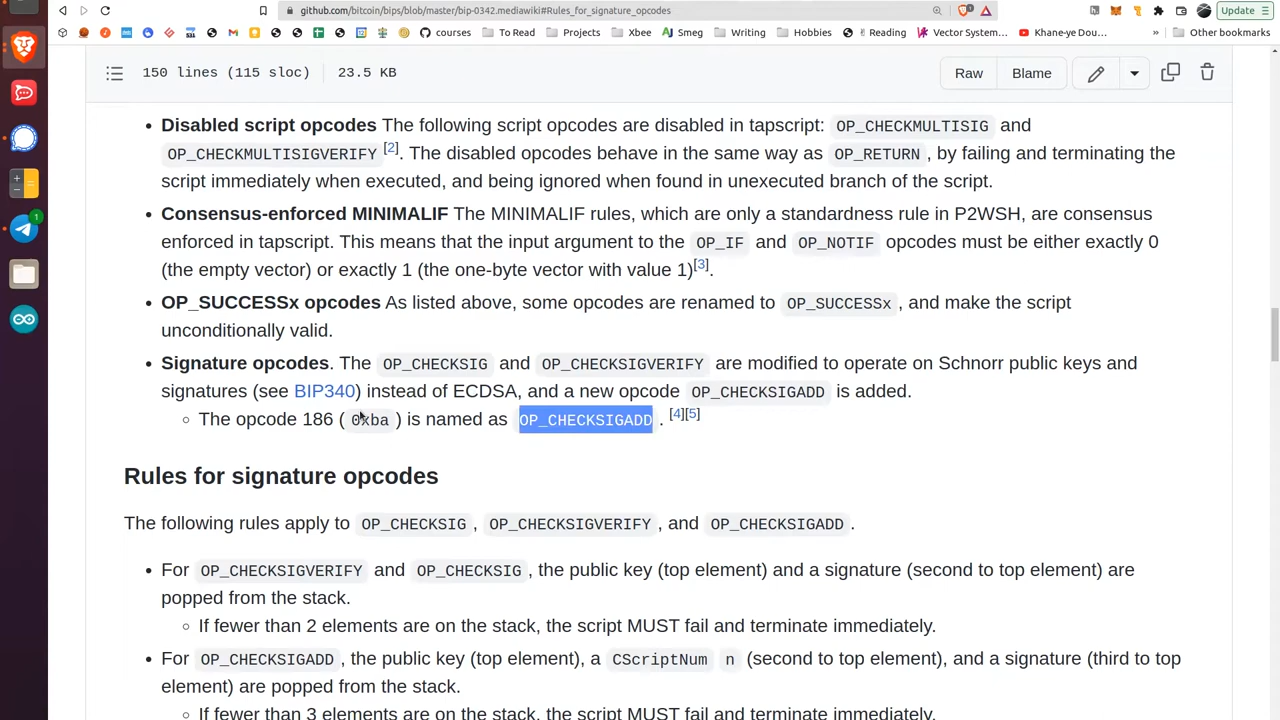 github.com/bitcoin/bips/blob/master/bip-0342.mediawiki#Rules_for_signature_opcodes
1
Update
courses
To Read
Projects
Xbee
Smeg
Writing
Hobbies
Reading
Vector System...
Khane-ye Dou...
»
Other bookmarks
150 lines (115 sloc)
23.5 KB
Raw
Blame
• Disabled script opcodes The following script opcodes are disabled in tapscript: OP_CHECKMULTISIG and
OP_CHECKMULTISIGVERIFY [2]. The disabled opcodes behave in the same way as OP_RETURN , by failing and terminating the
script immediately when executed, and being ignored when found in unexecuted branch of the script.
• Consensus-enforced MINIMALIF The MINIMALIF rules, which are only a standardness rule in P2WSH, are consensus
enforced in tapscript. This means that the input argument to the OP_IF and OP_NOTIF opcodes must be either exactly 0
(the empty vector) or exactly 1 (the one-byte vector with value 1)[3].
• OP_SUCCESSx opcodes As listed above, some opcodes are renamed to OP_SUCCESSx , and make the script
unconditionally valid.
• Signature opcodes. The OP_CHECKSIG and OP_CHECKSIGVERIFY are modified to operate on Schnorr public keys and
signatures (see BIP340) instead of ECDSA, and a new opcode OP_CHECKSIGADD is added.
◦ The opcode 186 ( 0xba ) is named as OP_CHECKSIGADD . [4][5]
Rules for signature opcodes
The following rules apply to OP_CHECKSIG , OP_CHECKSIGVERIFY , and OP_CHECKSIGADD .
• For OP_CHECKSIGVERIFY and OP_CHECKSIG , the public key (top element) and a signature (second to top element) are
popped from the stack.
◦ If fewer than 2 elements are on the stack, the script MUST fail and terminate immediately.
• For OP_CHECKSIGADD , the public key (top element), a CScriptNum n (second to top element), and a signature (third to top
element) are popped from the stack.
◦ If fewer than 3 elements are on the stack, the script MUST fail and terminate immediately.
1